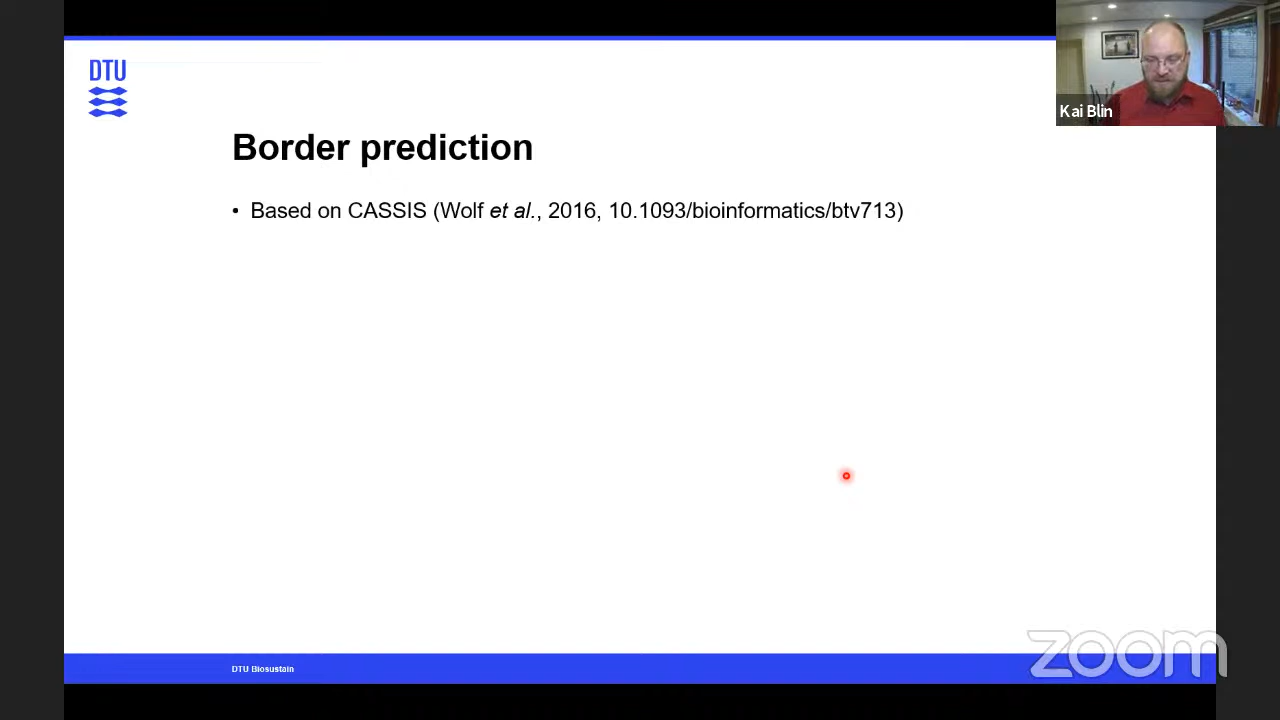 DTU
Kai Blin
Border prediction
• Based on CASSIS (Wolf et al., 2016, 10.1093/bioinformatics/btv713)
DTU Biosustain
zoom